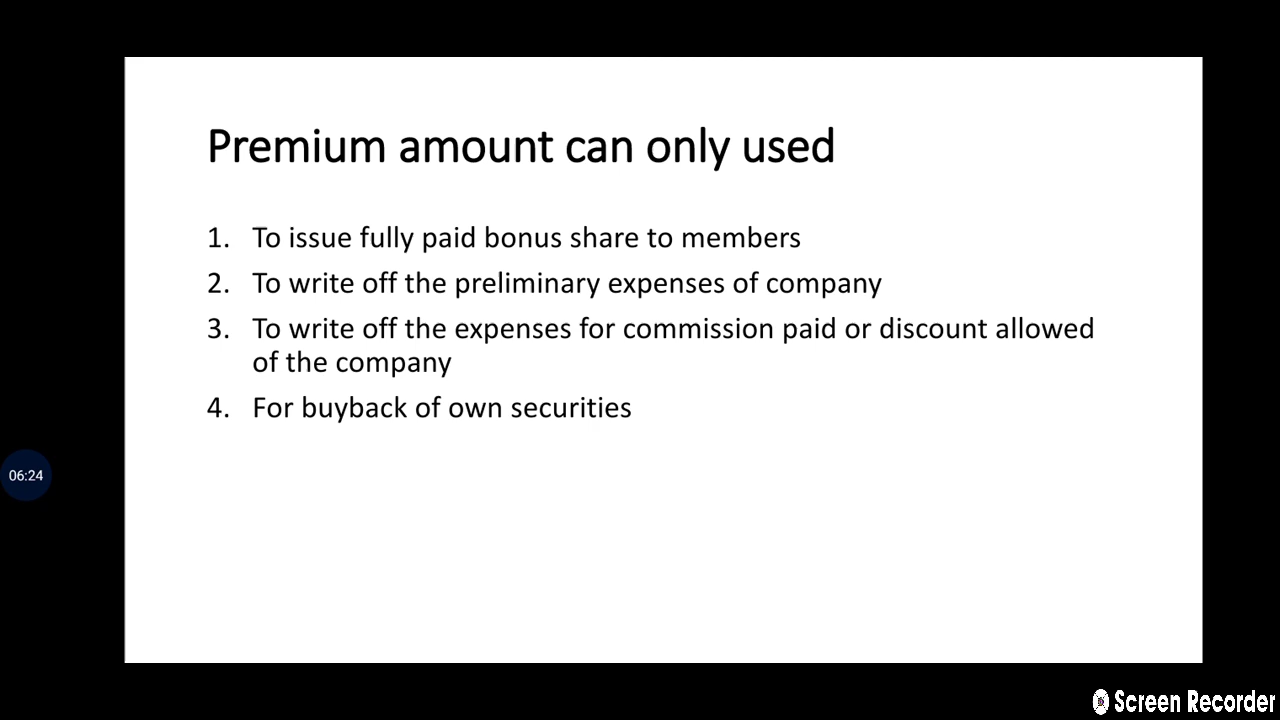 Premium amount can only used
1. To issue fully paid bonus share to members
2. To write off the preliminary expenses of company
3. To write off the expenses for commission paid or discount allowed
of the company
4. For buyback of own securities
06:24
Screen Recorder